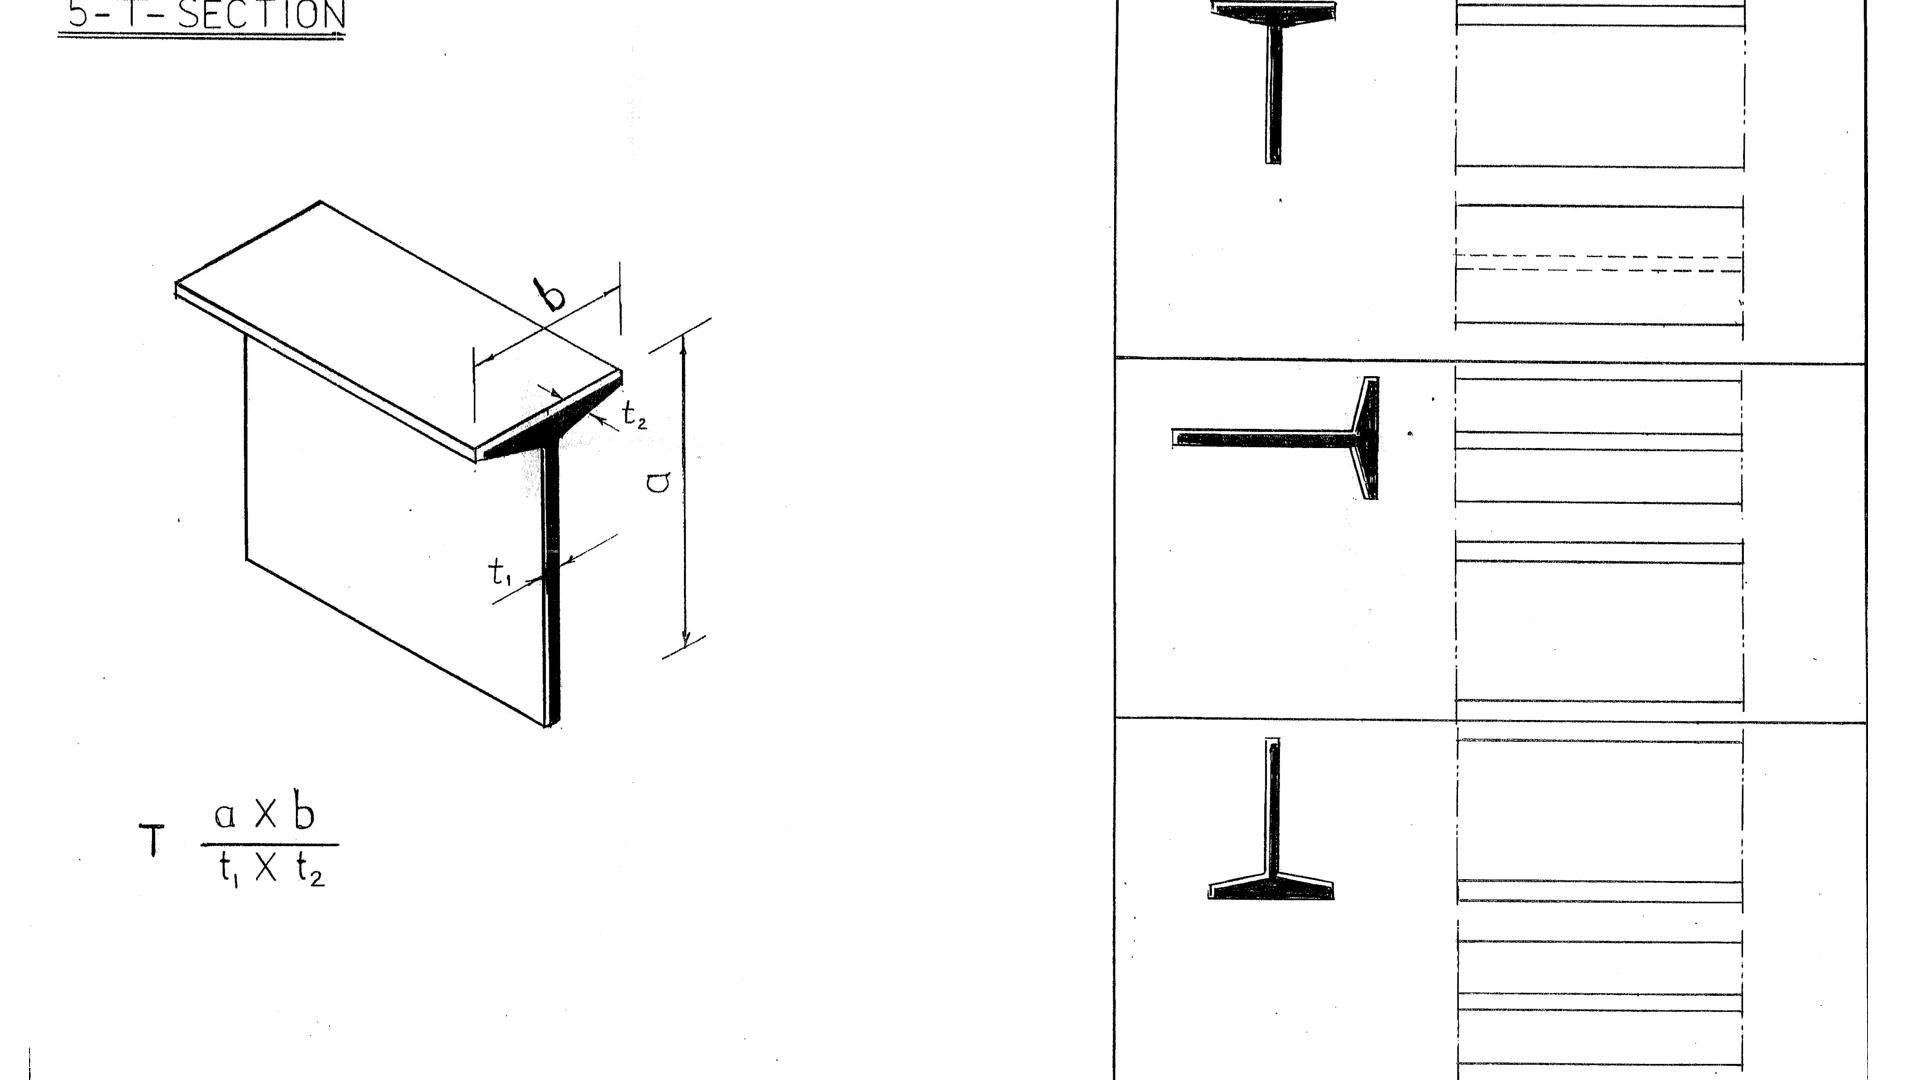 5-T-SECTION
b
t₂
a
t₁
T a X b
t₁ X t₂